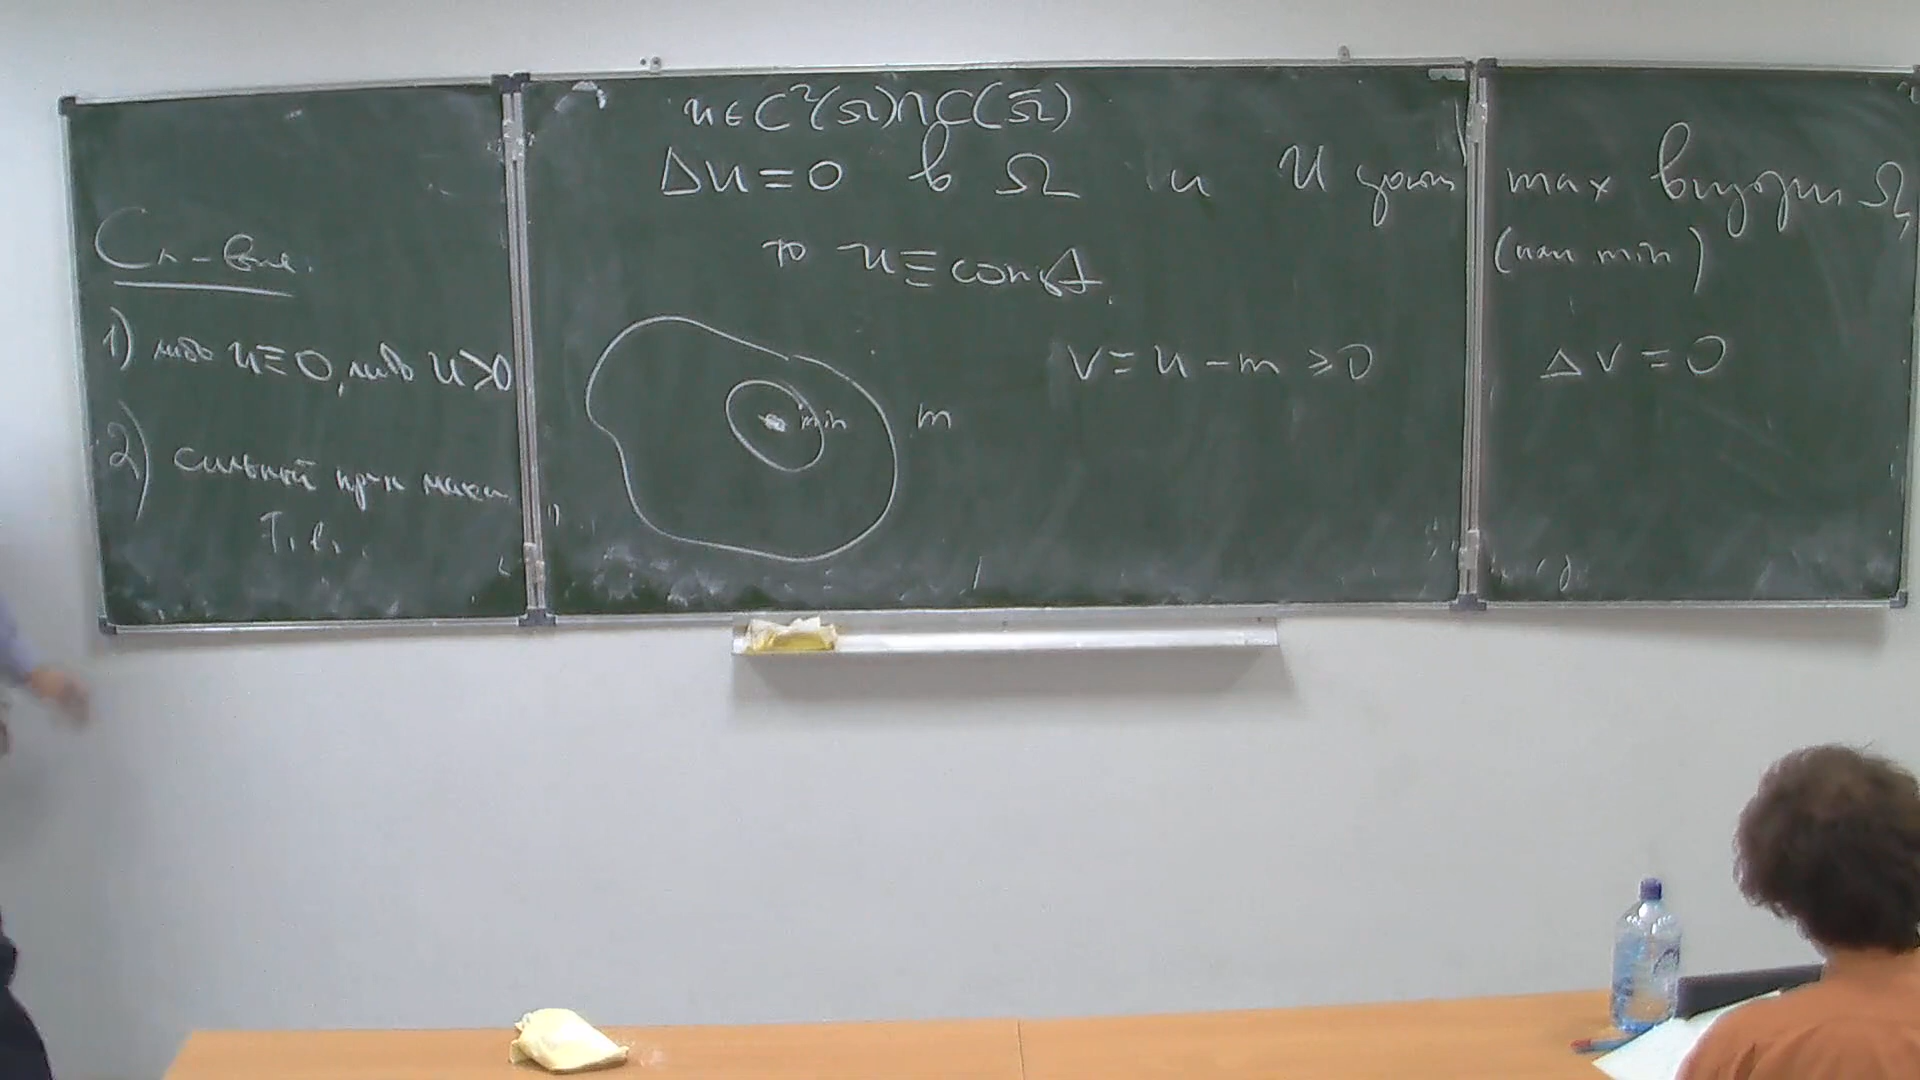 Сл-вие.
1) либо u≡0, либо u>0
2) сильный прин макс
T. e.
u∈C²(Ω)∩C(Ω̄)
Δu=0 в Ω и u дост max внутри Ω,
(или min)
то u≡const.
min m
v≡u-m≥0 Δv=0